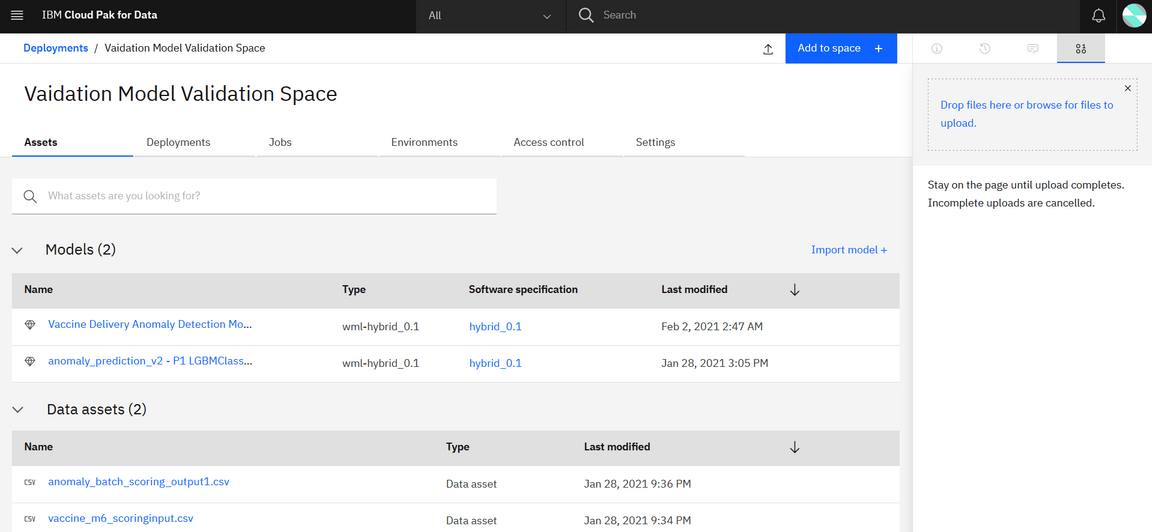 IBM Cloud Pak for Data
All
Search
Deployments / Vaidation Model Validation Space
Add to space +
Drop files here or browse for files to
upload.
Stay on the page until upload completes.
Incomplete uploads are cancelled.
Vaidation Model Validation Space
Assets Deployments Jobs Environments Access control Settings
What assets are you looking for?
Models (2) Import model +
Name Type Software specification Last modified
Vaccine Delivery Anomaly Detection Mo... wml-hybrid_0.1 hybrid_0.1 Feb 2, 2021 2:47 AM
anomaly_prediction_v2 - P1 LGBMClass... wml-hybrid_0.1 hybrid_0.1 Jan 28, 2021 3:05 PM
Data assets (2)
Name Type Last modified
CSV anomaly_batch_scoring_output1.csv Data asset Jan 28, 2021 9:36 PM
CSV vaccine_m6_scoringinput.csv Data asset Jan 28, 2021 9:34 PM